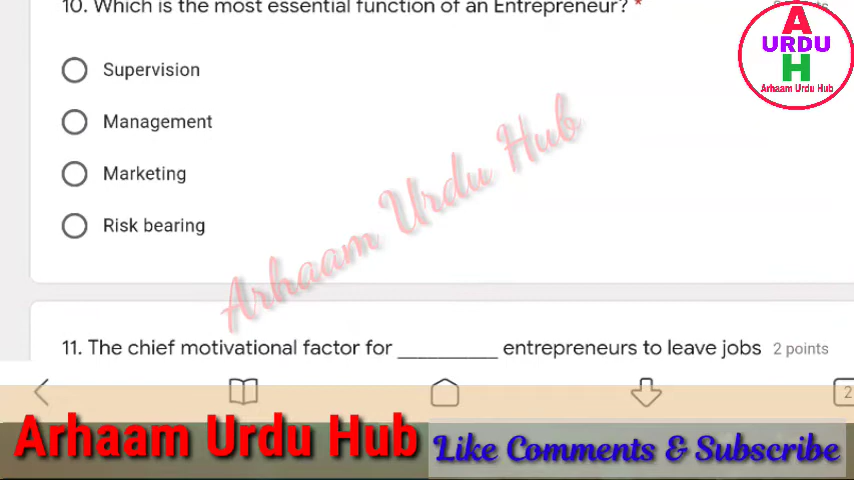 10. Which is the most essential function of an Entrepreneur? *
A
URDU
H
Arhaam Urdu Hub
Supervision
Management
Marketing
Risk bearing
Arhaam Urdu Hub
11. The chief motivational factor for __________ entrepreneurs to leave jobs 2 points
2
Arhaam Urdu Hub
Like Comments & Subscribe